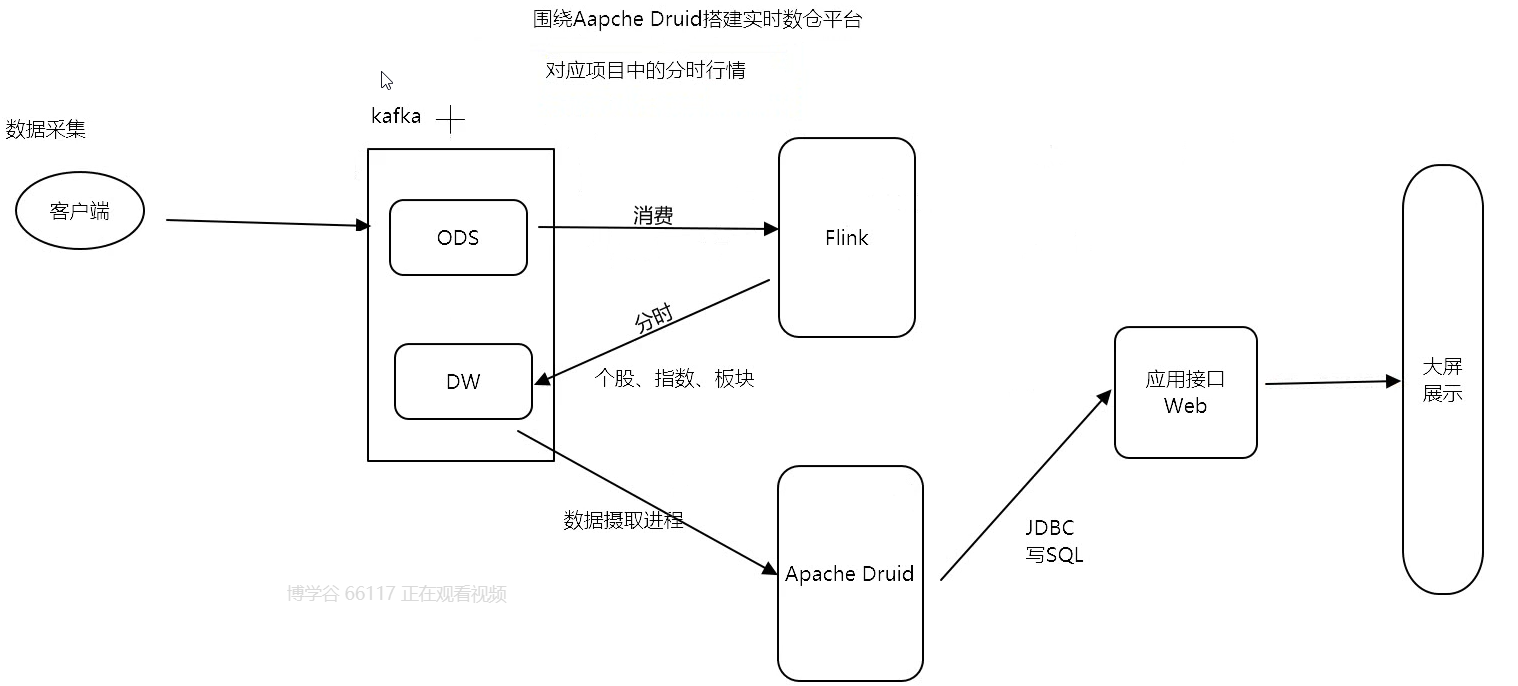 围绕Aapche Druid搭建实时数仓平台
对应项目中的分时行情
kafka
数据采集
客户端
ODS
消费
Flink
分时
个股、指数、板块
DW
应用接口
Web
大屏
展示
数据摄取进程
JDBC
写SQL
Apache Druid
博学谷 66117 正在观看视频